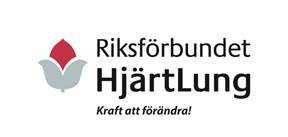 Riksförbundet
HjärtLung
Kraft att förändra!